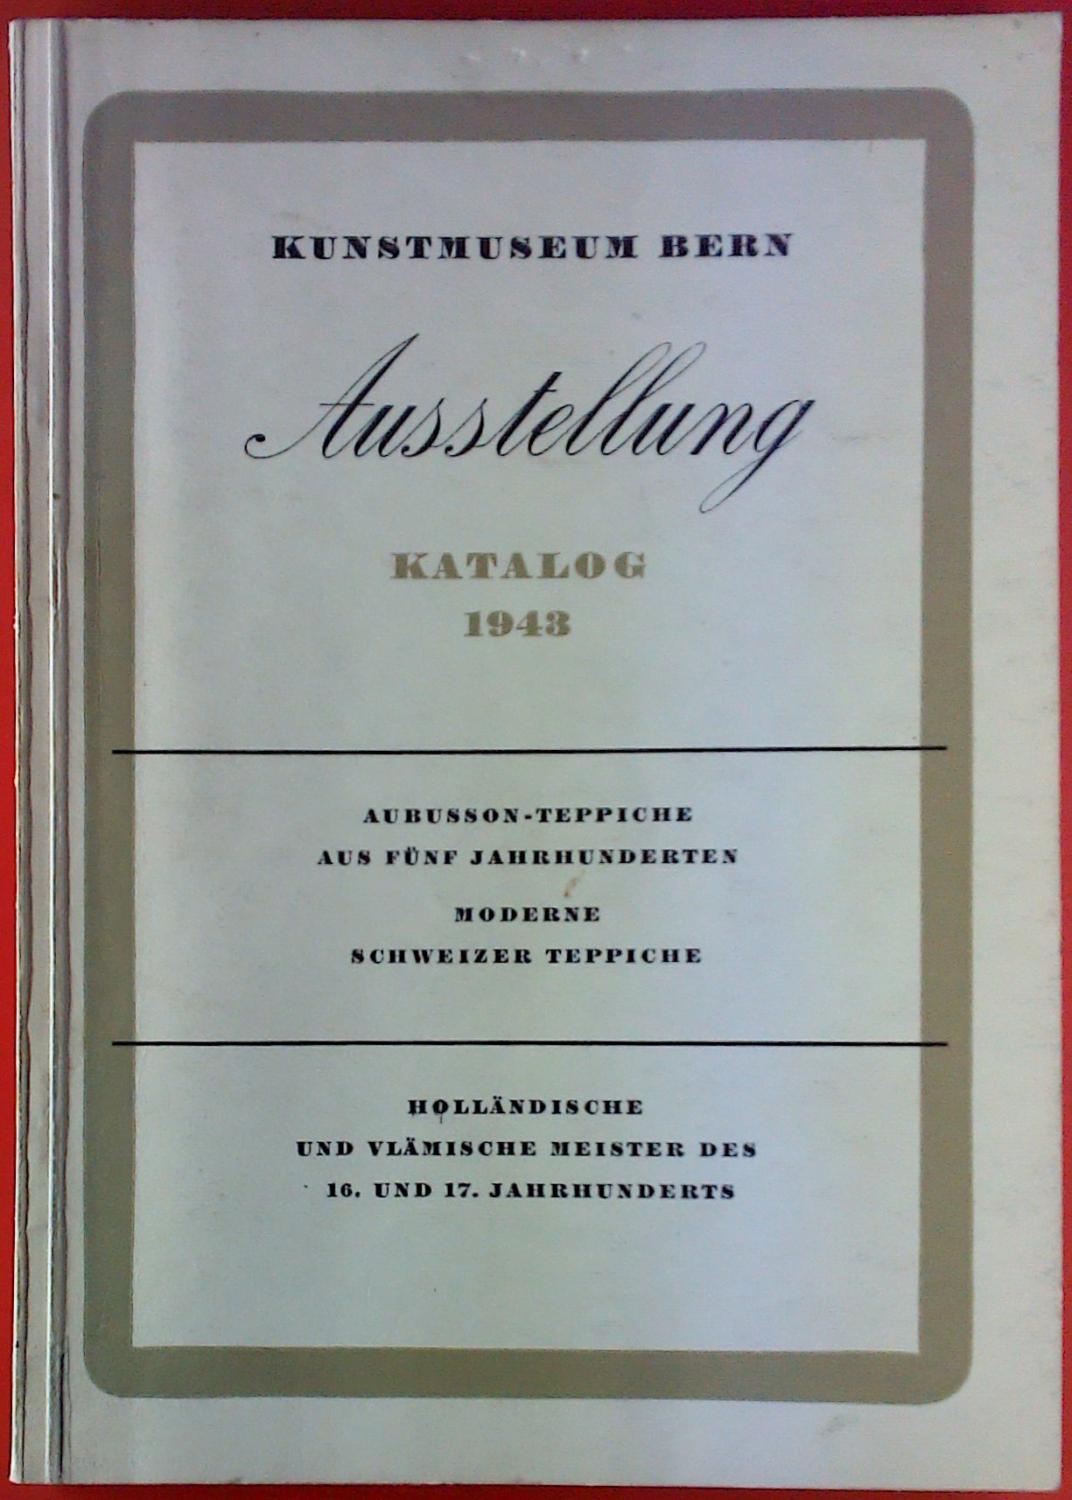 KUNSTMUSEUM BERN
Ausstellung
KATALOG
1943
AUBUSSON-TEPPICHE
AUS FÜNF JAHRHUNDERTEN
MODERNE
SCHWEIZER TEPPICHE
HOLLÄNDISCHE
UND VLÄMISCHE MEISTER DES
16. UND 17. JAHRHUNDERTS